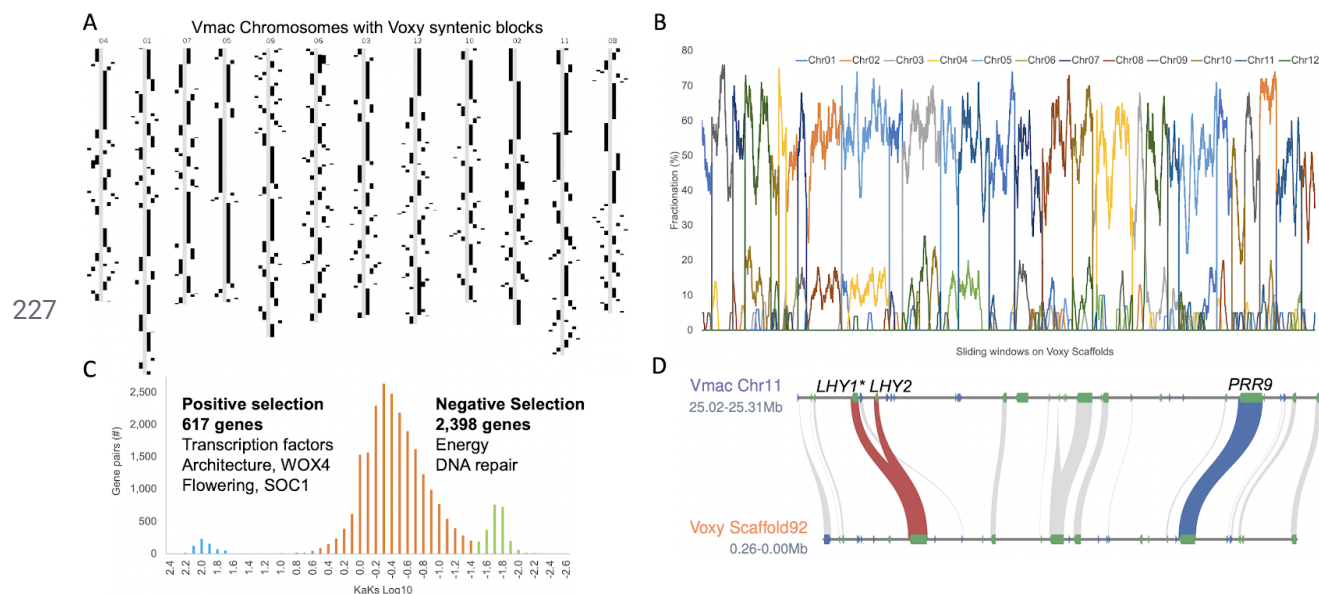 A
Vmac Chromosomes with Voxy syntenic blocks
04 01 07 05 09 06 03 12 10 02 11 08
B
80
70
60
50
40
30
20
10
0
Fractionation (%)
Chr01 Chr02 Chr03 Chr04 Chr05 Chr06 Chr07 Chr08 Chr09 Chr10 Chr11 Chr12
Sliding windows on Voxy Scaffolds
227
C
2,500
2,000
1,500
1,000
500
0
Gene pairs (#)
Positive selection
617 genes
Transcription factors
Architecture, WOX4
Flowering, SOC1
Negative Selection
2,398 genes
Energy
DNA repair
2.4 2.2 2.0 1.8 1.6 1.4 1.2 1.0 0.8 0.6 0.4 0.2 0.0 -0.2 -0.4 -0.6 -0.8 -1.0 -1.2 -1.4 -1.6 -1.8 -2.0 -2.2 -2.4 -2.6
KaKs Log10
D
Vmac Chr11
25.02-25.31Mb
LHY1* LHY2
PRR9
Voxy Scaffold92
0.26-0.00Mb